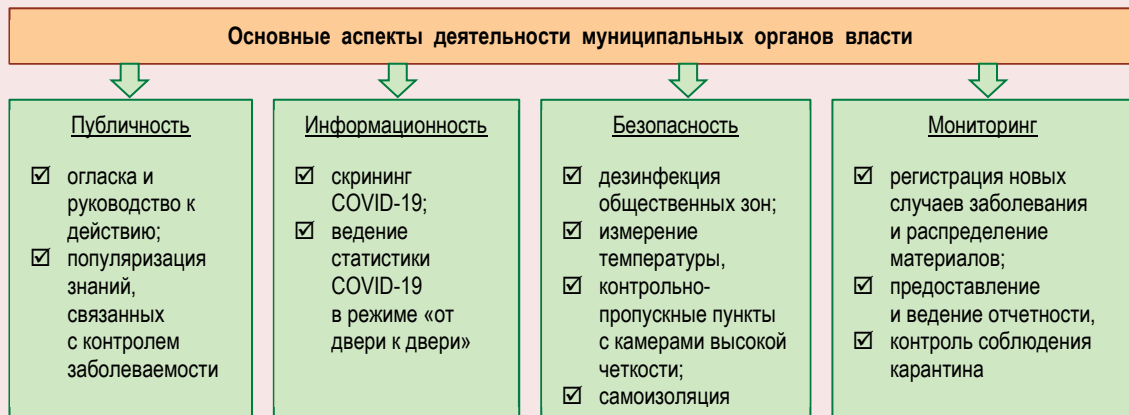 Основные аспекты деятельности муниципальных органов власти
Публичность
огласка и
руководство к
действию;
популяризация
знаний,
связанных
с контролем
заболеваемости
Информационность
скрининг
COVID-19;
ведение
статистики
COVID-19
в режиме «от
двери к двери»
Безопасность
дезинфекция
общественных зон;
измерение
температуры,
контрольно-
пропускные пункты
с камерами высокой
четкости;
самоизоляция
Мониторинг
регистрация новых
случаев заболевания
и распределение
материалов;
предоставление
и ведение отчетности,
контроль соблюдения
карантина